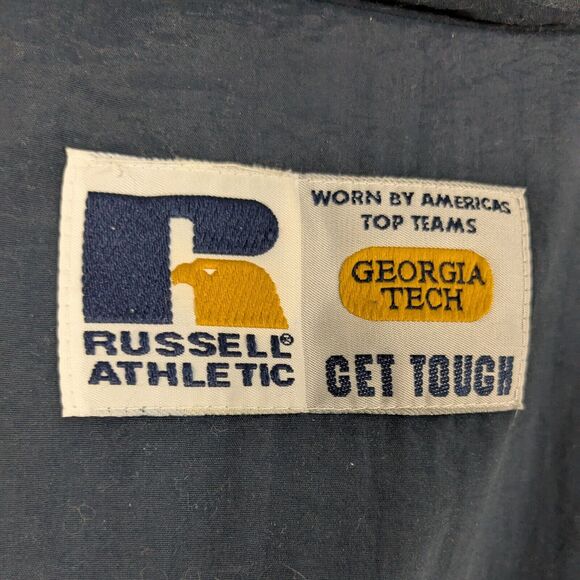 RUSSELL®
ATHLETIC
WORN BY AMERICAS
TOP TEAMS
GEORGIA
TECH
GET TOUGH